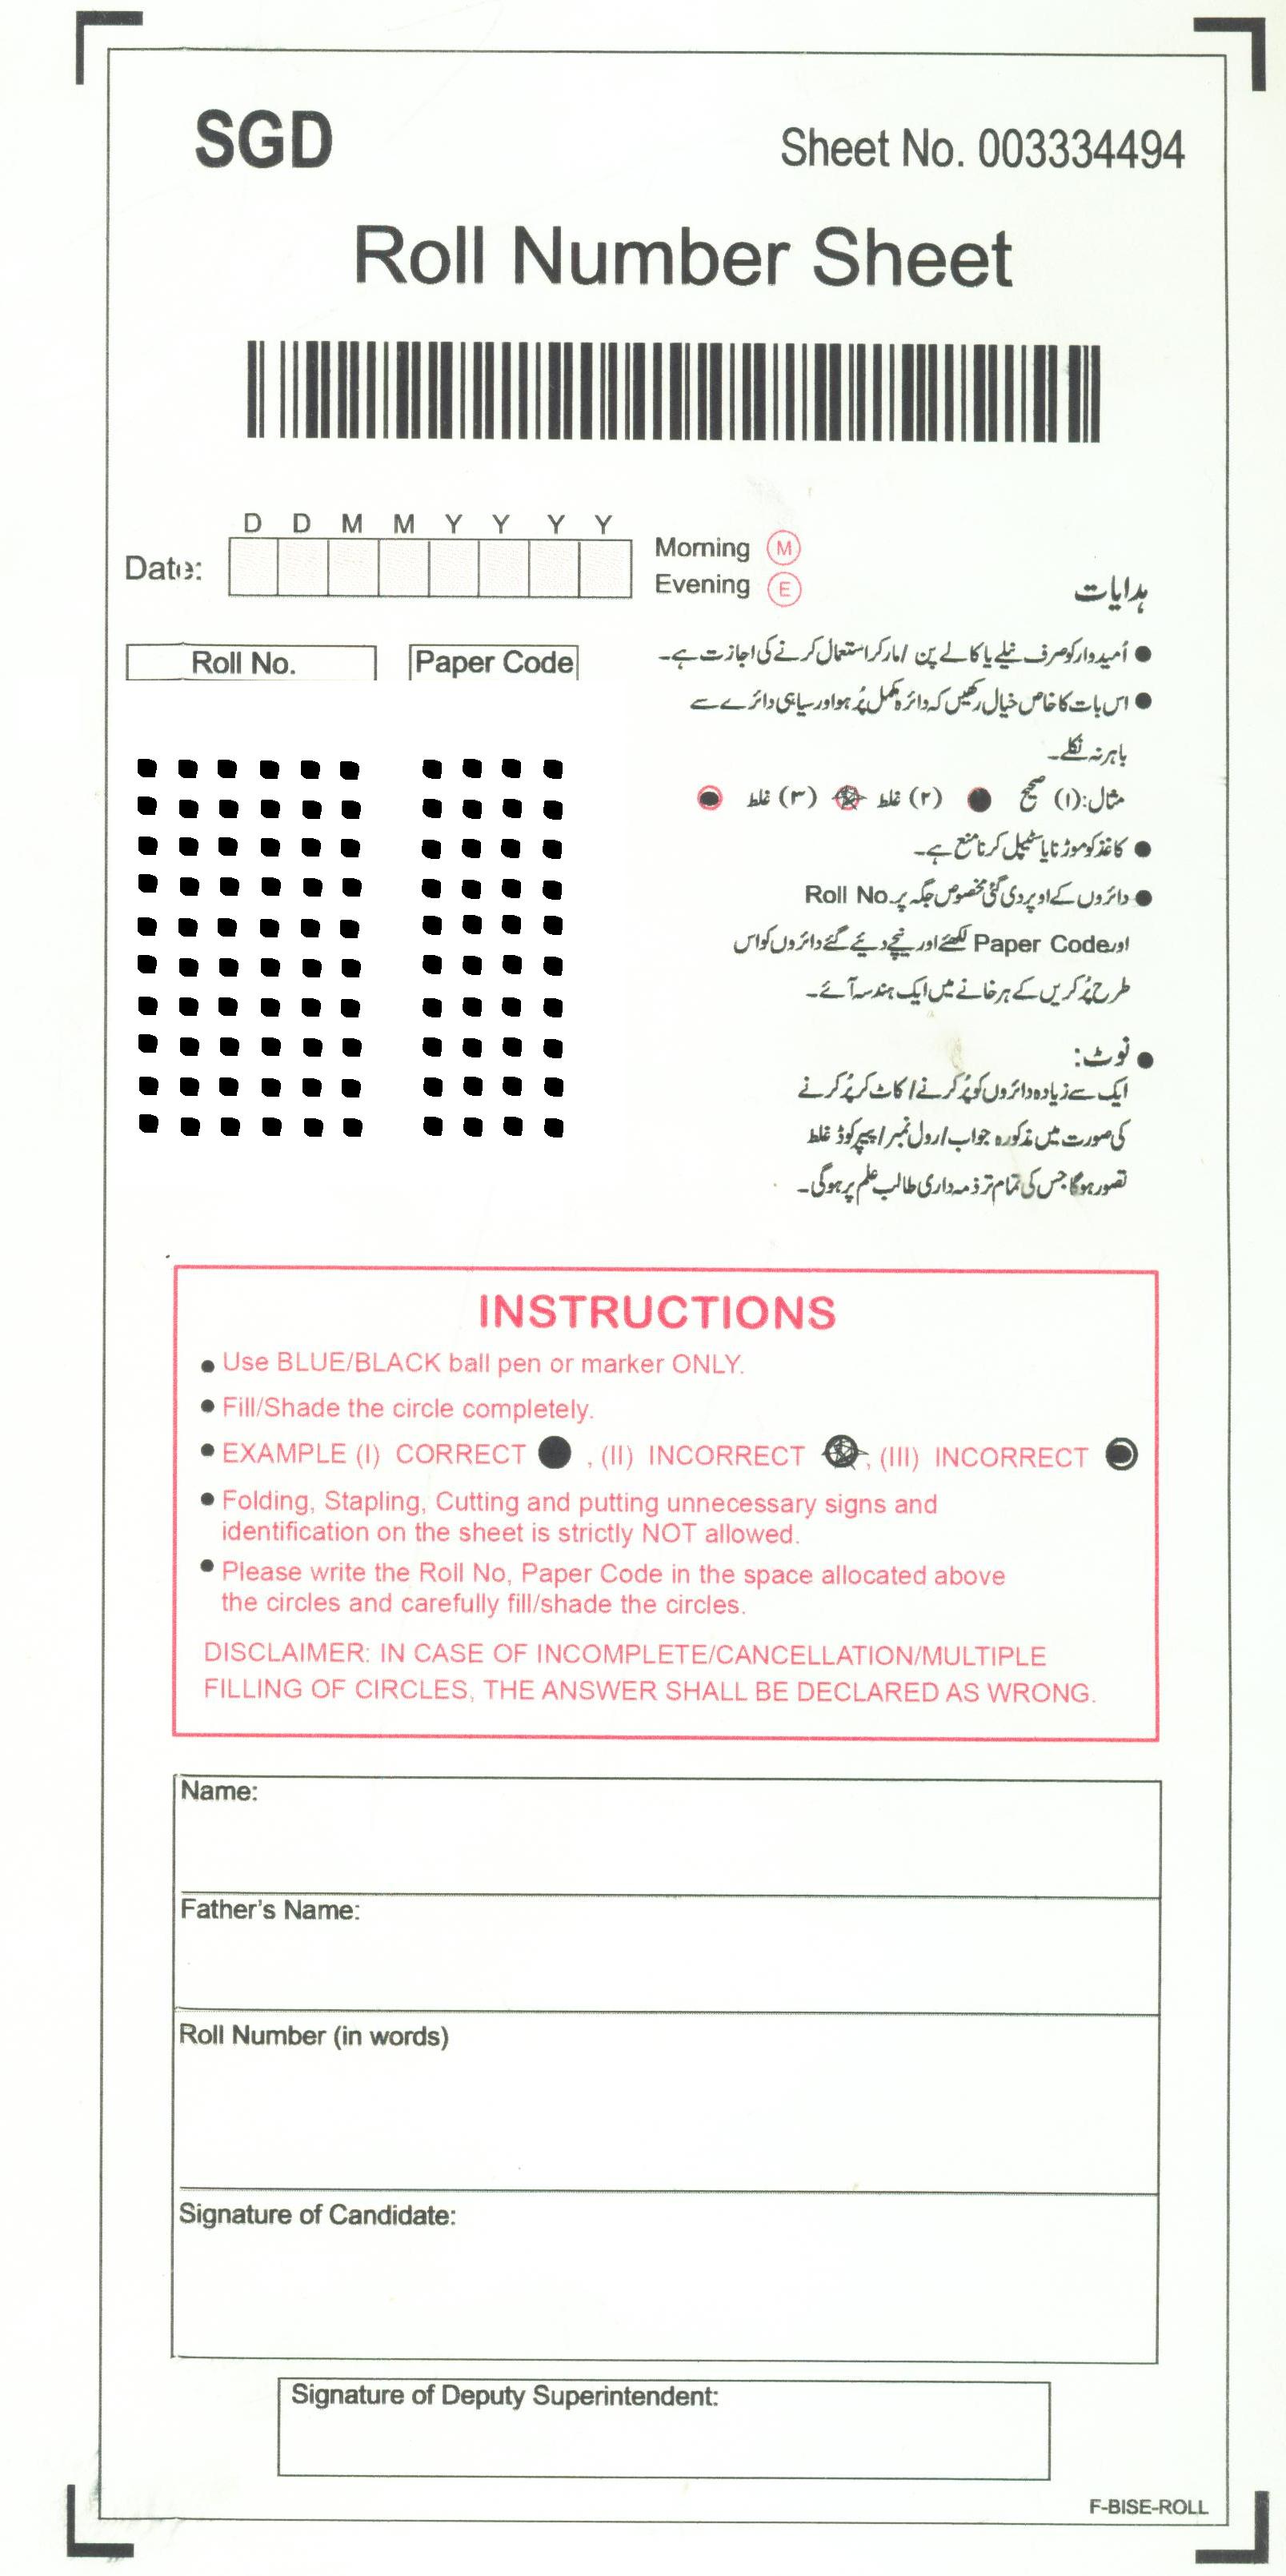 SGD
Sheet No. 003334494
Roll Number Sheet
D D M M Y Y Y Y
Date:
Morning M
Evening E
Roll No.
Paper Code
ہدایات
● اُمیدوار کو صرف نیلے یا کالے پن / مارکر استعمال کرنے کی اجازت ہے۔
● اس بات کا خاص خیال رکھیں کہ دائرہ مکمل پُر ہو اور سیاہی دائرے سے
باہر نہ نکلے۔
مثال: (۱) صحیح (۲) غلط (۳) غلط
● کاغذ کو موڑنا یا سٹیپل کرنا منع ہے۔
● دائروں کے اوپر دی گئی مخصوص جگہ پر Roll No.
اور Paper Code لکھئے اور نیچے دیئے گئے دائروں کو اس
طرح پُر کریں کے ہر خانے میں ایک ہندسہ آئے۔
● نوٹ:
ایک سے زیادہ دائروں کو پُر کرنے / کاٹ کر پُر کرنے
کی صورت میں مذکورہ جواب / رول نمبر / پیپر کوڈ غلط
تصور ہوگا جس کی تمام تر ذمہ داری طالب علم پر ہوگی۔
INSTRUCTIONS
● Use BLUE/BLACK ball pen or marker ONLY.
● Fill/Shade the circle completely.
● EXAMPLE (I) CORRECT , (II) INCORRECT , (III) INCORRECT
● Folding, Stapling, Cutting and putting unnecessary signs and
identification on the sheet is strictly NOT allowed.
● Please write the Roll No, Paper Code in the space allocated above
the circles and carefully fill/shade the circles.
DISCLAIMER: IN CASE OF INCOMPLETE/CANCELLATION/MULTIPLE
FILLING OF CIRCLES, THE ANSWER SHALL BE DECLARED AS WRONG.
Name:
Father's Name:
Roll Number (in words)
Signature of Candidate:
Signature of Deputy Superintendent:
F-BISE-ROLL